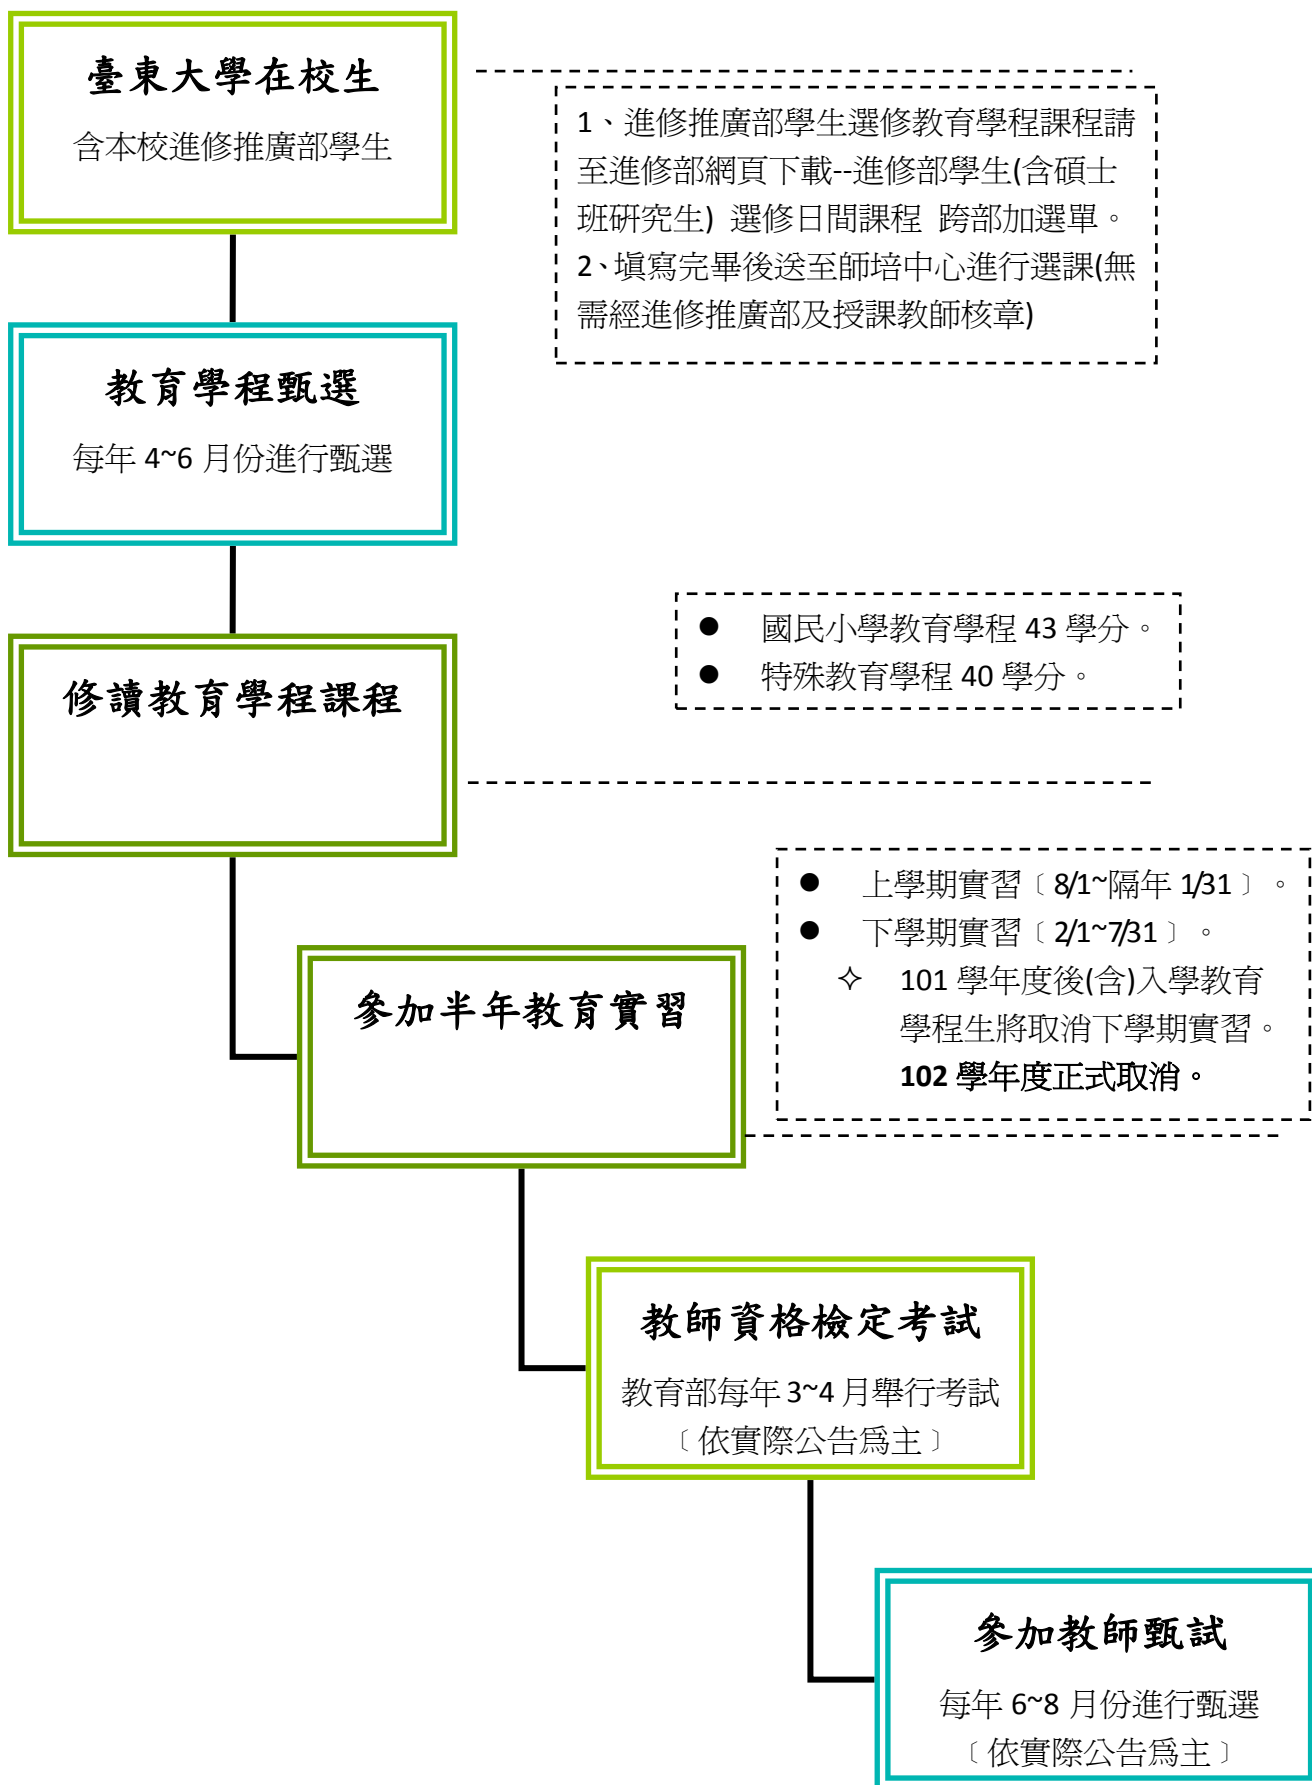 臺東大學在校生
含本校進修推廣部學生
1、進修推廣部學生選修教育學程課程請
至進修部網頁下載--進修部學生(含碩士
班研究生) 選修日間課程 跨部加選單。
2、填寫完畢後送至師培中心進行選課(無
需經進修推廣部及授課教師核章)
教育學程甄選
每年 4~6 月份進行甄選
● 國民小學教育學程 43 學分。
● 特殊教育學程 40 學分。
修讀教育學程課程
● 上學期實習﹝8/1~隔年 1/31﹞。
● 下學期實習﹝2/1~7/31﹞。
✧ 101 學年度後(含)入學教育
學程生將取消下學期實習。
102 學年度正式取消。
參加半年教育實習
教師資格檢定考試
教育部每年 3~4 月舉行考試
﹝依實際公告為主﹞
參加教師甄試
每年 6~8 月份進行甄選
﹝依實際公告為主﹞